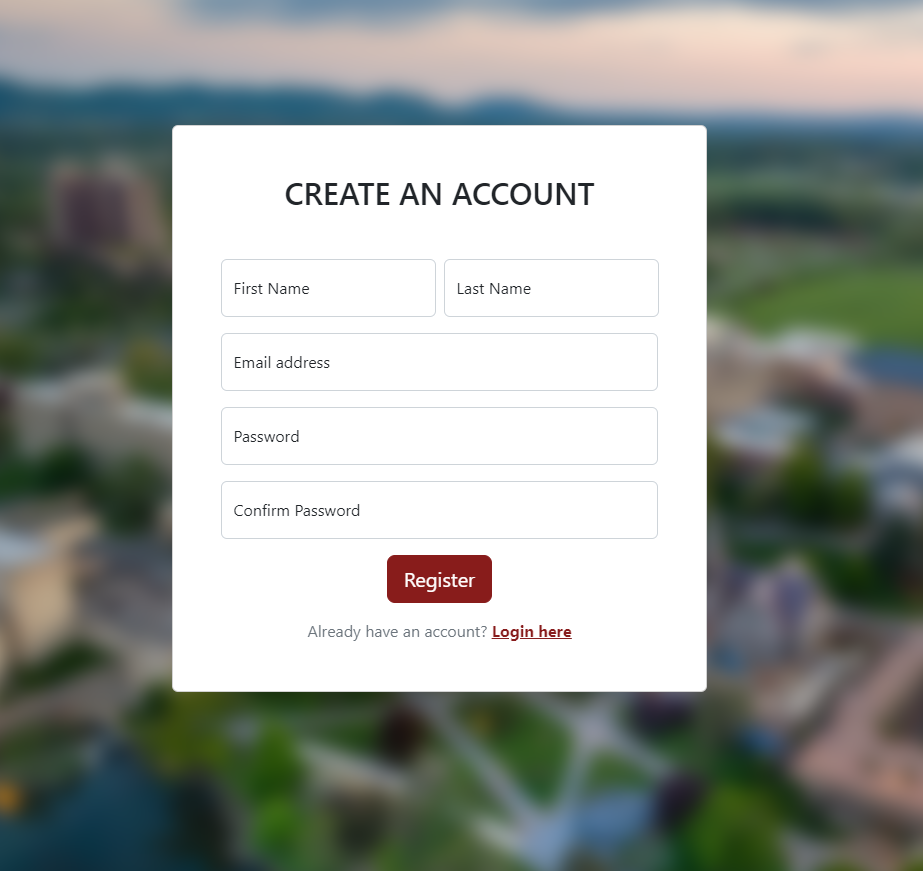 CREATE AN ACCOUNT
First Name Last Name
Email address
Password
Confirm Password
Register
Already have an account? Login here